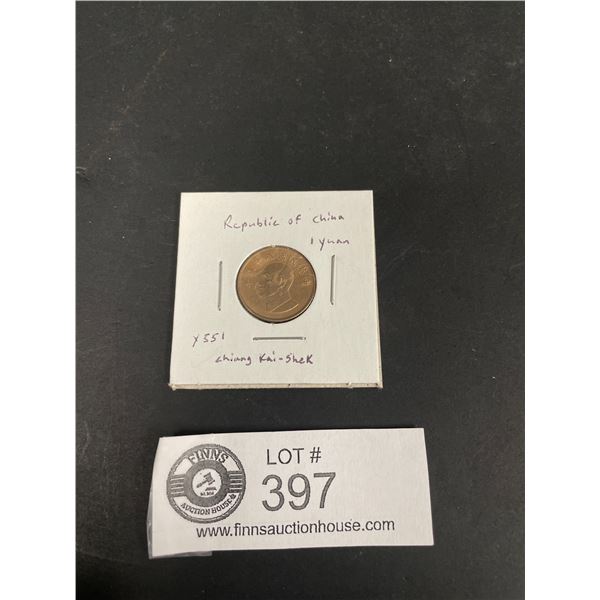 Republic of China
1 Yuan
Y551
Chiang Kai-Shek
FINNS
AUCTION HOUSE
LOT #
397
www.finnsauctionhouse.com